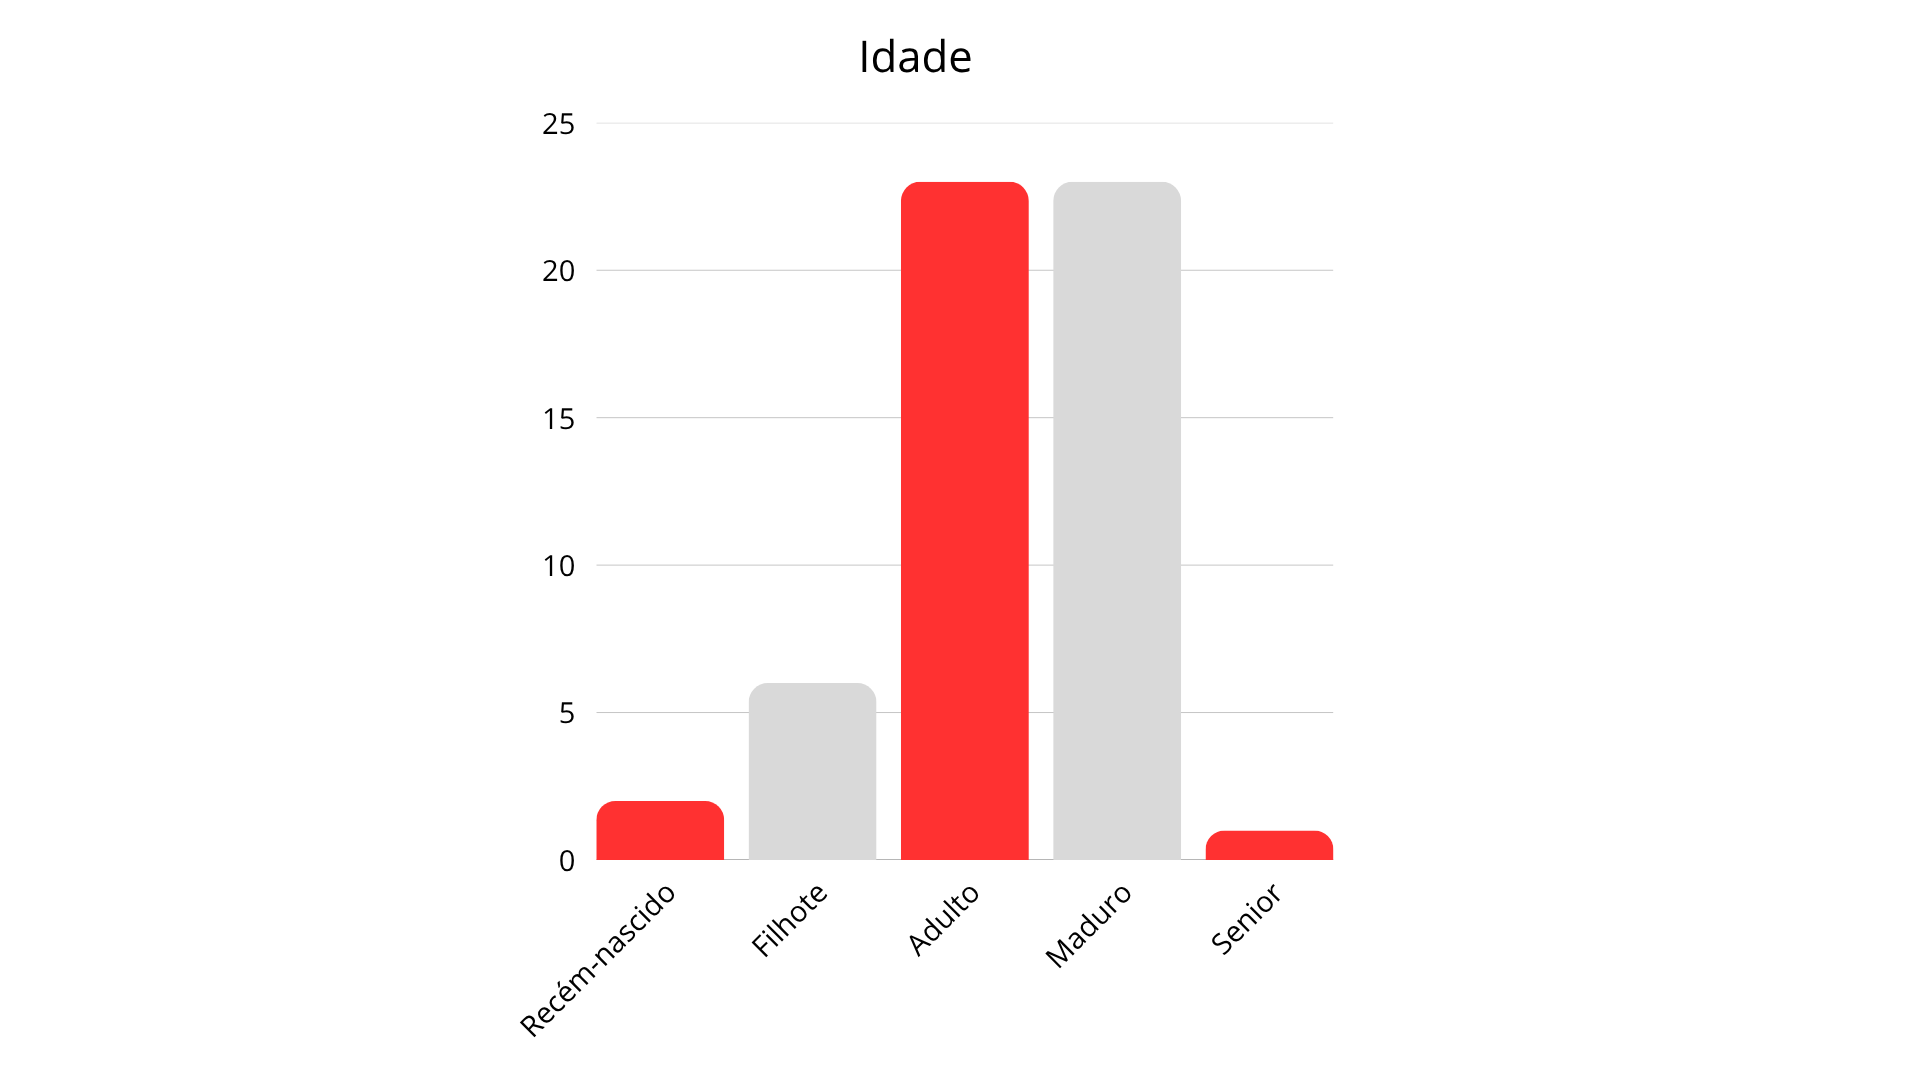 Idade
25
20
15
10
5
0
Recém-nascido
Filhote
Adulto
Maduro
Senior